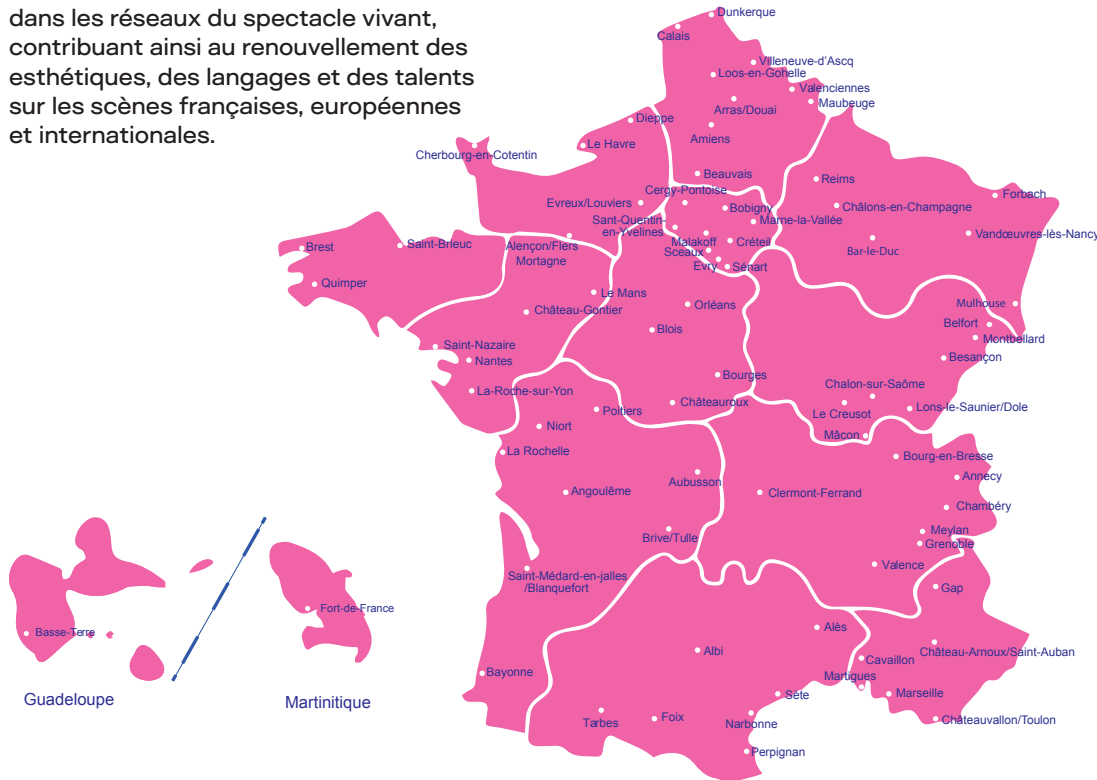 dans les réseaux du spectacle vivant,
contribuant ainsi au renouvellement des
esthétiques, des langages et des talents
sur les scènes françaises, européennes
et internationales.
Dunkerque
Calais
Villeneuve-d'Ascq
Loos-en-Gohelle
Valenciennes
Maubeuge
Arras/Douai
Dieppe
Amiens
Le Havre
Cherbourg-en-Cotentin
Beauvais
Reims
Cergy-Pontoise
Forbach
Evreux/Louviers
Bobigny
Châlons-en-Champagne
Sant-Quentin-
en-Yvelines
Marne-la-Vallée
Vandœuvres-lès-Nancy
Malakoff
Créteil
Brest
Saint-Brieuc
Alençon/Flers
Mortagne
Sceaux
Bar-le-Duc
Evry
Sénart
Quimper
Le Mans
Orléans
Mulhouse
Château-Gontier
Belfort
Blois
Montbellard
Saint-Nazaire
Nantes
Besançon
Bourges
La-Roche-sur-Yon
Chalon-sur-Saôme
Châteauroux
Poitiers
Le Creusot
Lons-le-Saunier/Dole
Niort
Mâcon
La Rochelle
Bourg-en-Bresse
Aubusson
Annecy
Angoulême
Clermont-Ferrand
Chambéry
Meylan
Brive/Tulle
Grenoble
Valence
Saint-Médard-en-jalles
/Blanquefort
Gap
Fort-de-France
Alès
Basse-Terre
Albi
Château-Arnoux/Saint-Auban
Cavaillon
Bayonne
Martigues
Guadeloupe
Martinitique
Sète
Marseille
Tarbes
Foix
Narbonne
Châteauvallon/Toulon
Perpignan